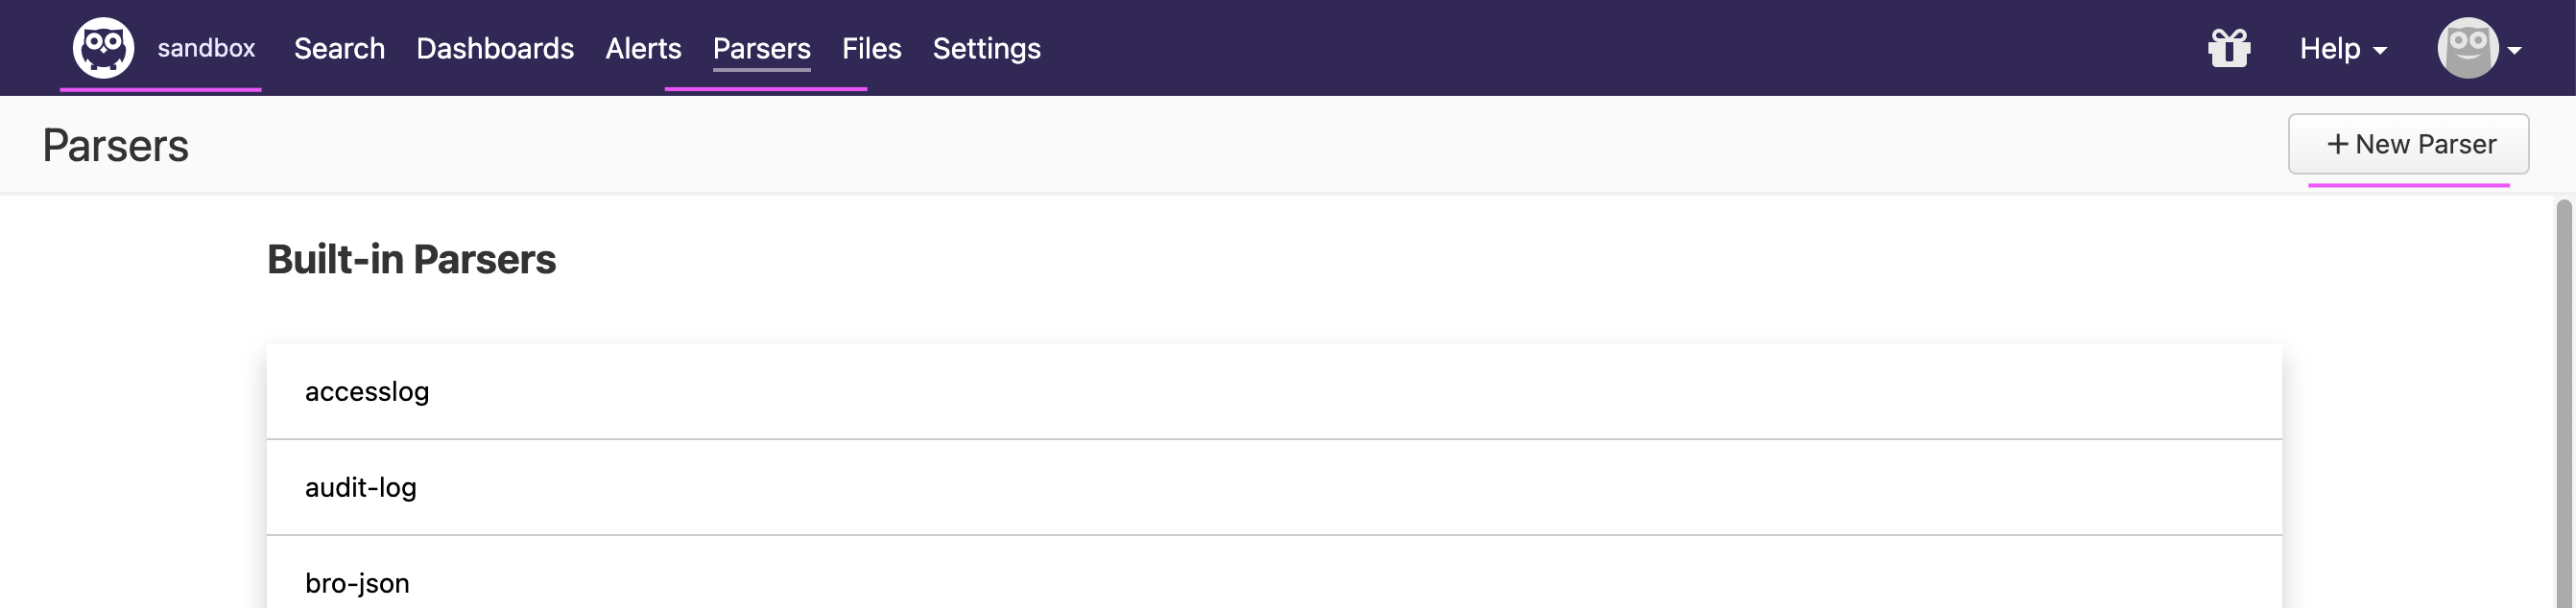 sandbox Search Dashboards Alerts Parsers Files Settings Help
Parsers + New Parser
Built-in Parsers
accesslog
audit-log
bro-json